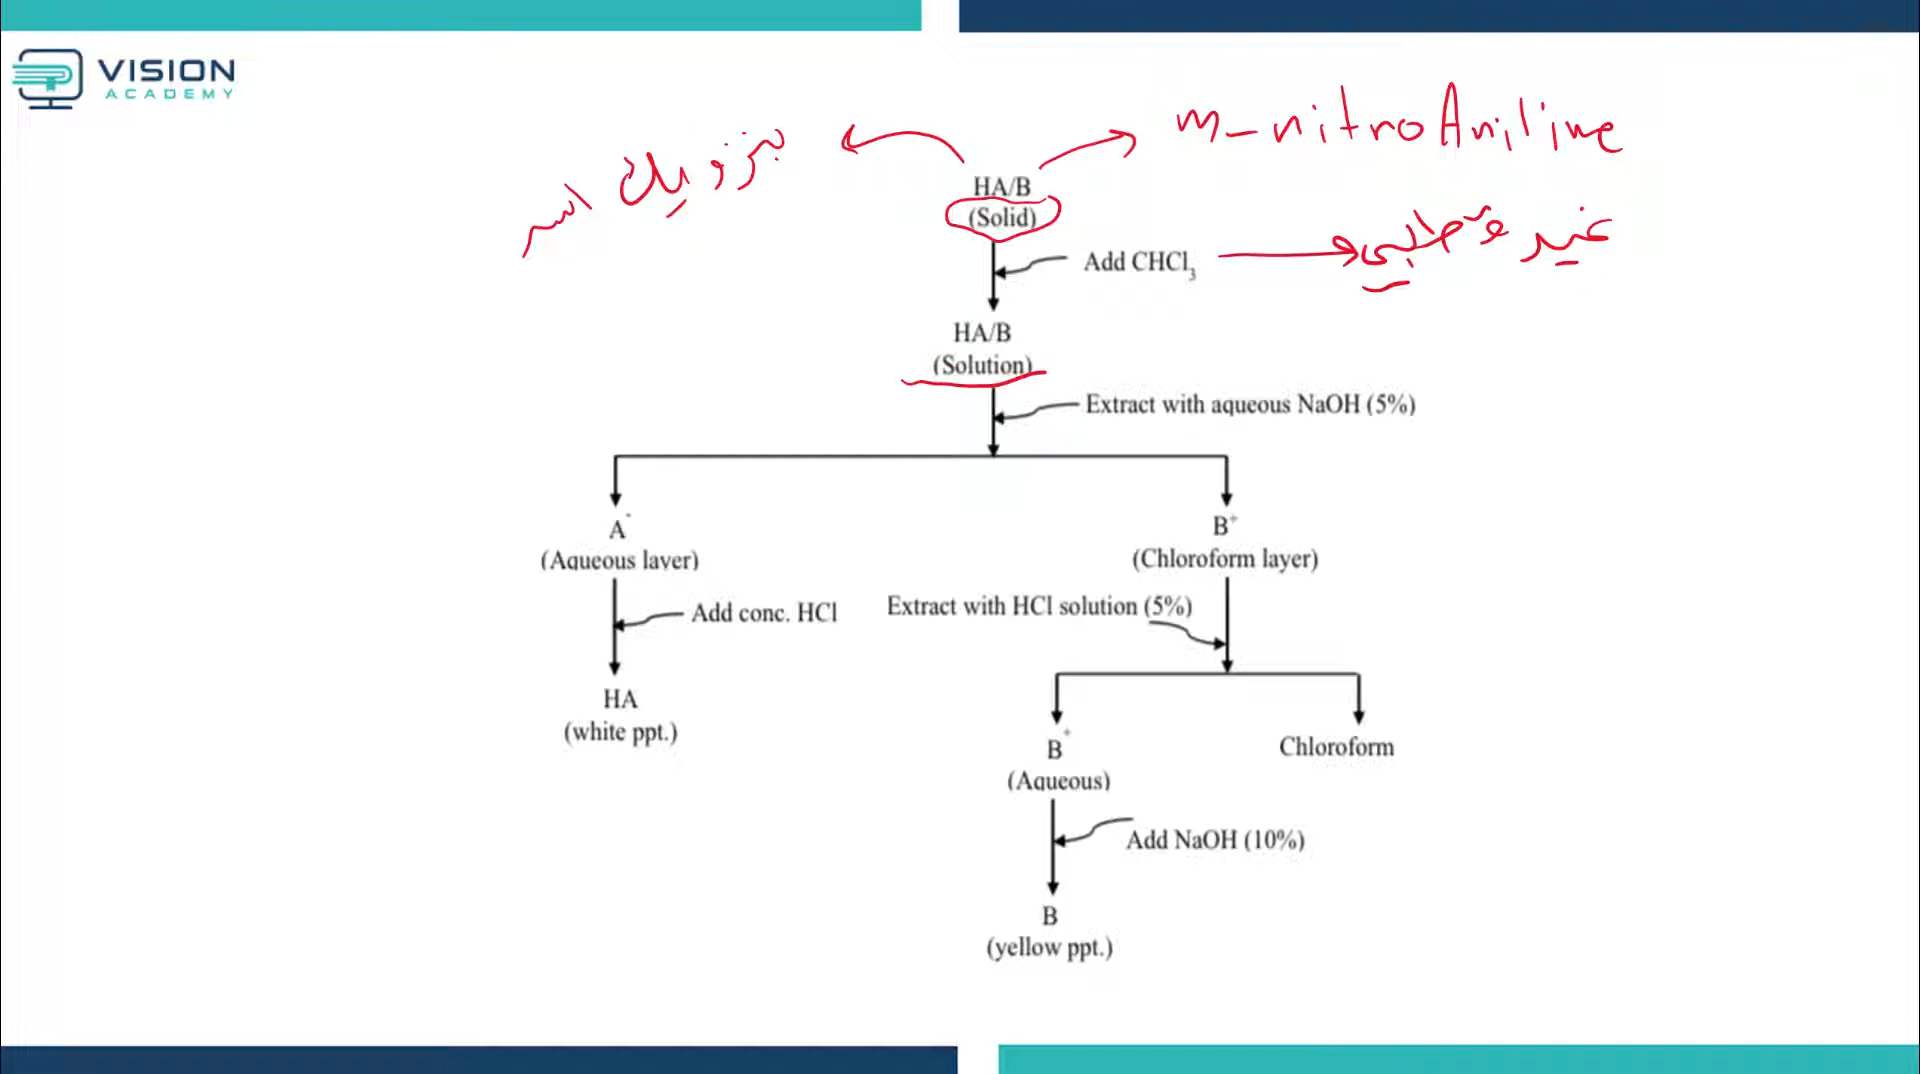 VISION
ACADEMY
m-nitroAniline
بنزويك اسد
HA/B
(Solid)
Add CHCl₃
غير قطبي
HA/B
(Solution)
Extract with aqueous NaOH (5%)
A⁻
(Aqueous layer)
B⁺
(Chloroform layer)
Add conc. HCl
Extract with HCl solution (5%)
HA
(white ppt.)
B⁺
(Aqueous)
Chloroform
Add NaOH (10%)
B
(yellow ppt.)